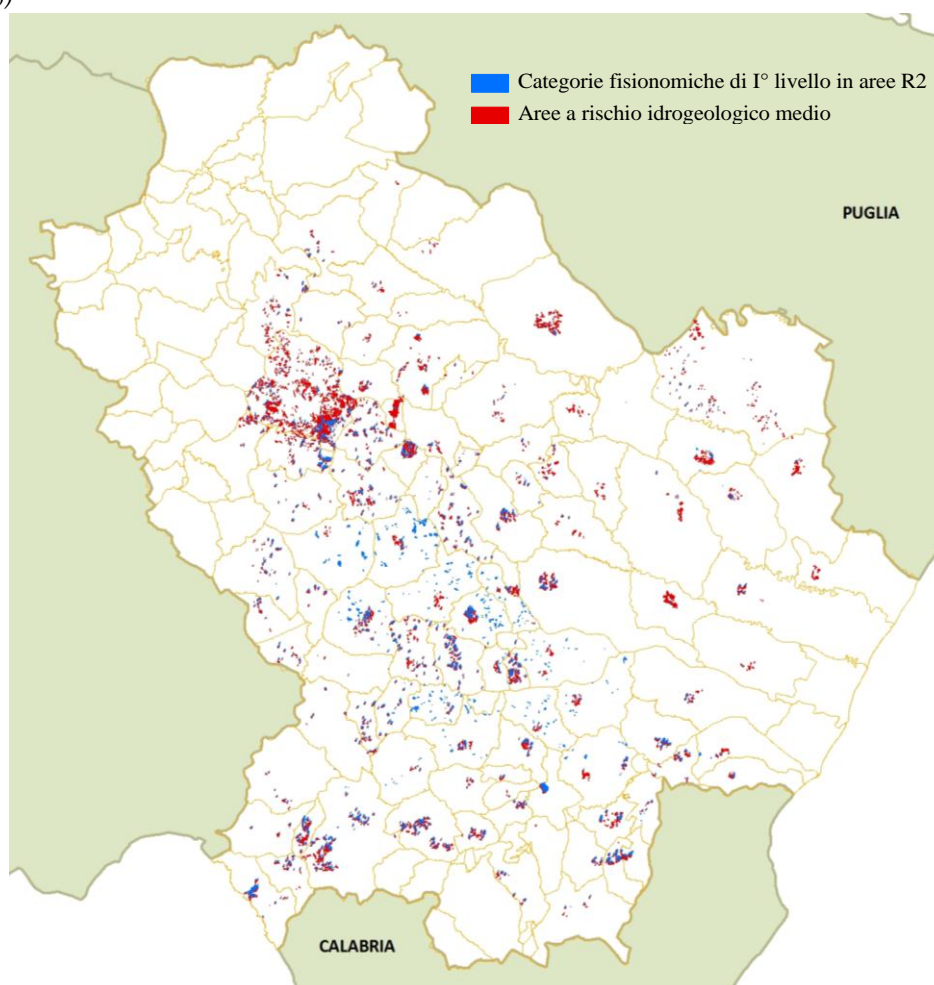 Categorie fisionomiche di I° livello in aree R2
Aree a rischio idrogeologico medio
PUGLIA
CALABRIA